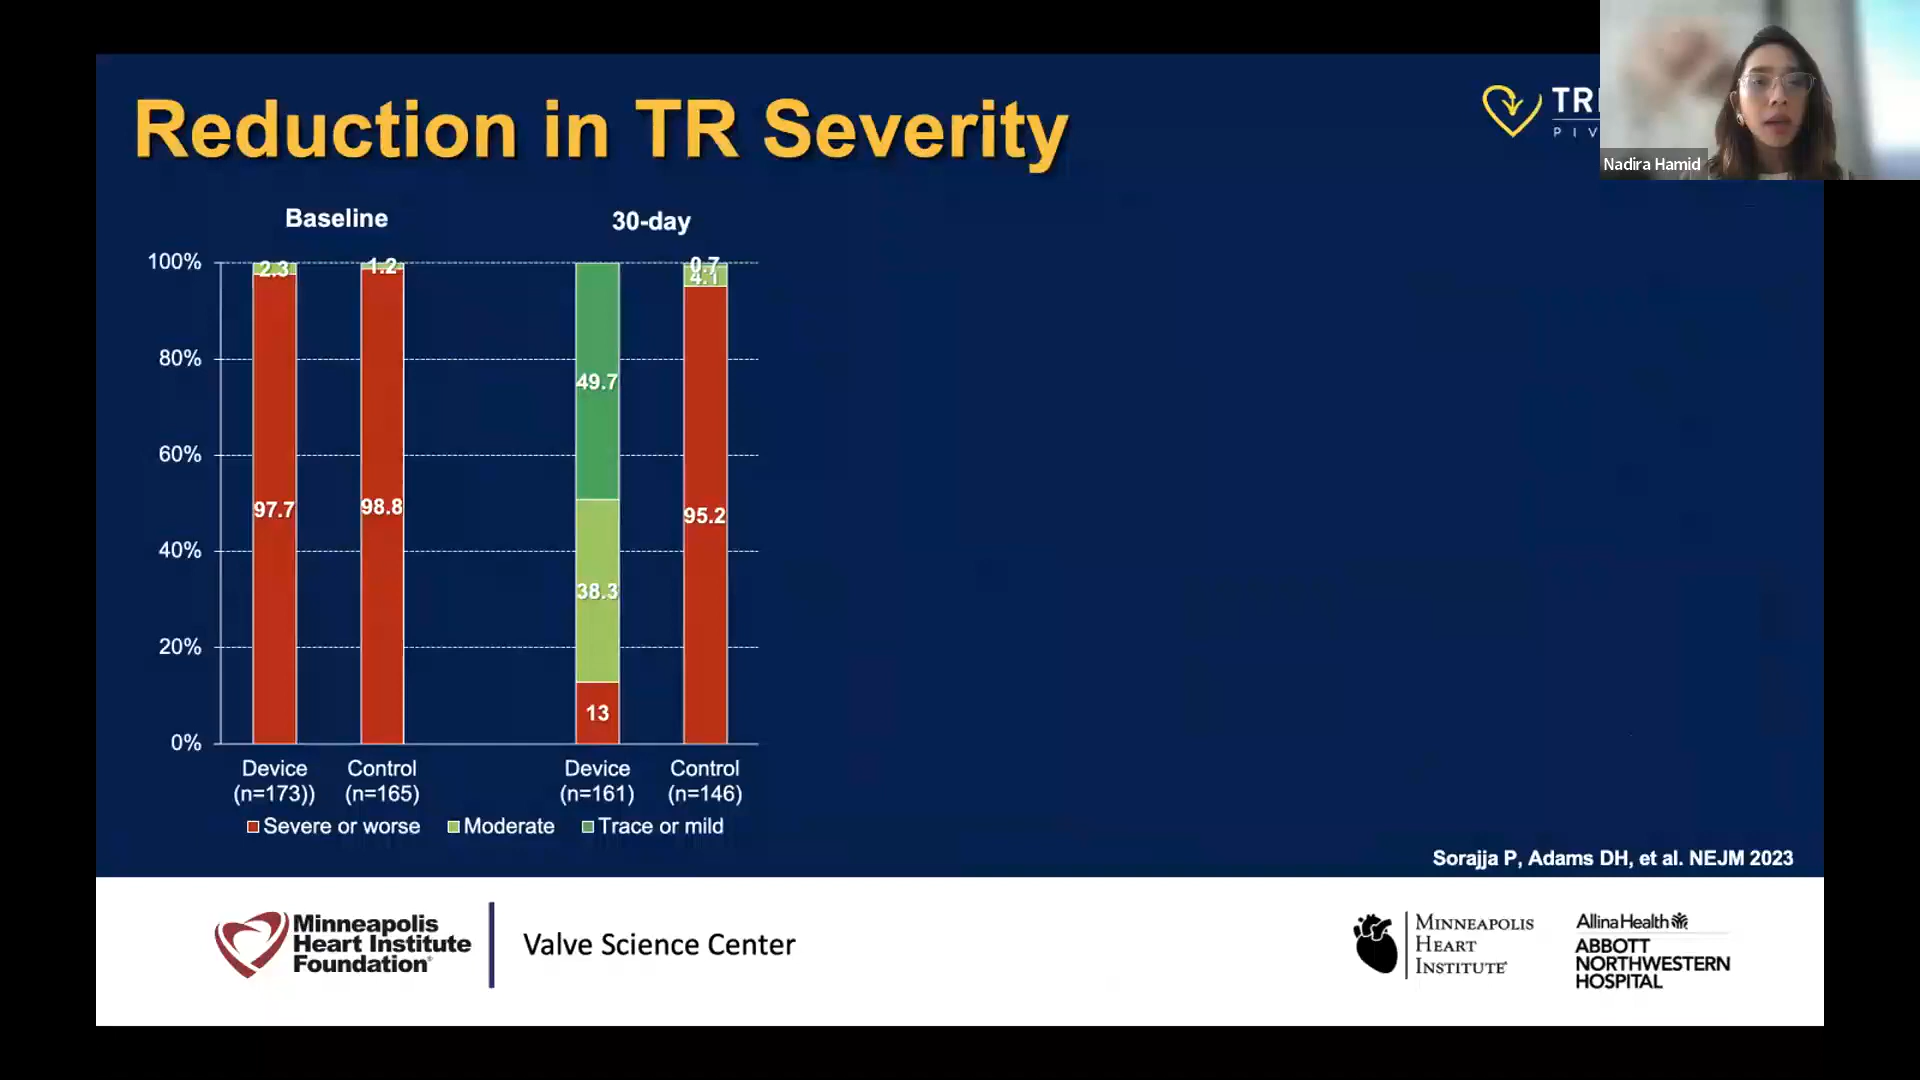 Reduction in TR Severity
Nadira Hamid
Baseline
30-day
100%
80%
60%
40%
20%
0%
2.3
97.7
1.2
98.8
49.7
38.3
13
0.7
4.1
95.2
Device
(n=173))
Control
(n=165)
Device
(n=161)
Control
(n=146)
Severe or worse
Moderate
Trace or mild
Sorajja P, Adams DH, et al. NEJM 2023
Minneapolis
Heart Institute
Foundation®
Valve Science Center
MINNEAPOLIS
HEART
INSTITUTE®
Allina Health
ABBOTT
NORTHWESTERN
HOSPITAL